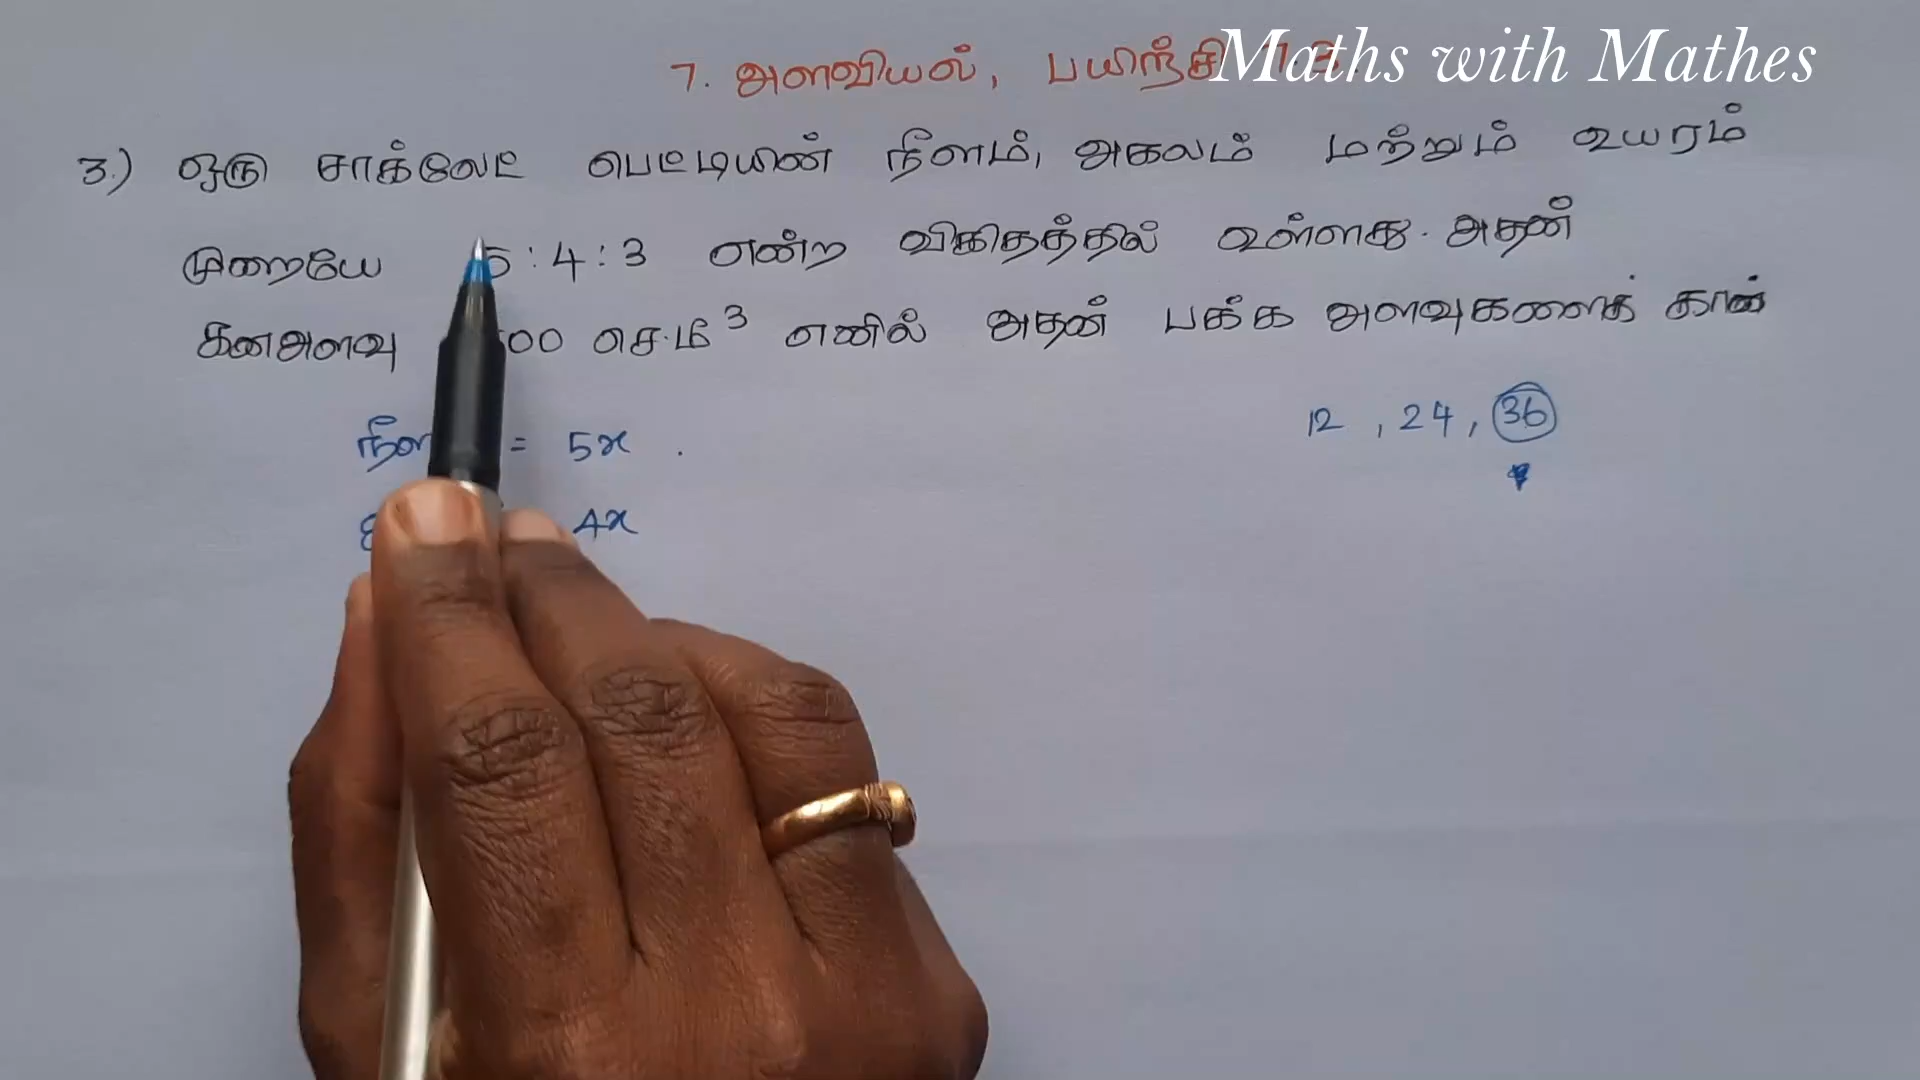 Maths with Mathes
7. அளவியல், பயிற்சி
3.) ஒரு சாக்லேட் பெட்டியின் நீளம், அகலம் மற்றும் உயரம்
முறையே 5:4:3 என்ற விகிதத்தில் உள்ளது. அதன்
கனஅளவு செ.மீ³ எனில் அதன் பக்க அளவுகளைக் காண்
12 , 24, 36
= 5x .
4x